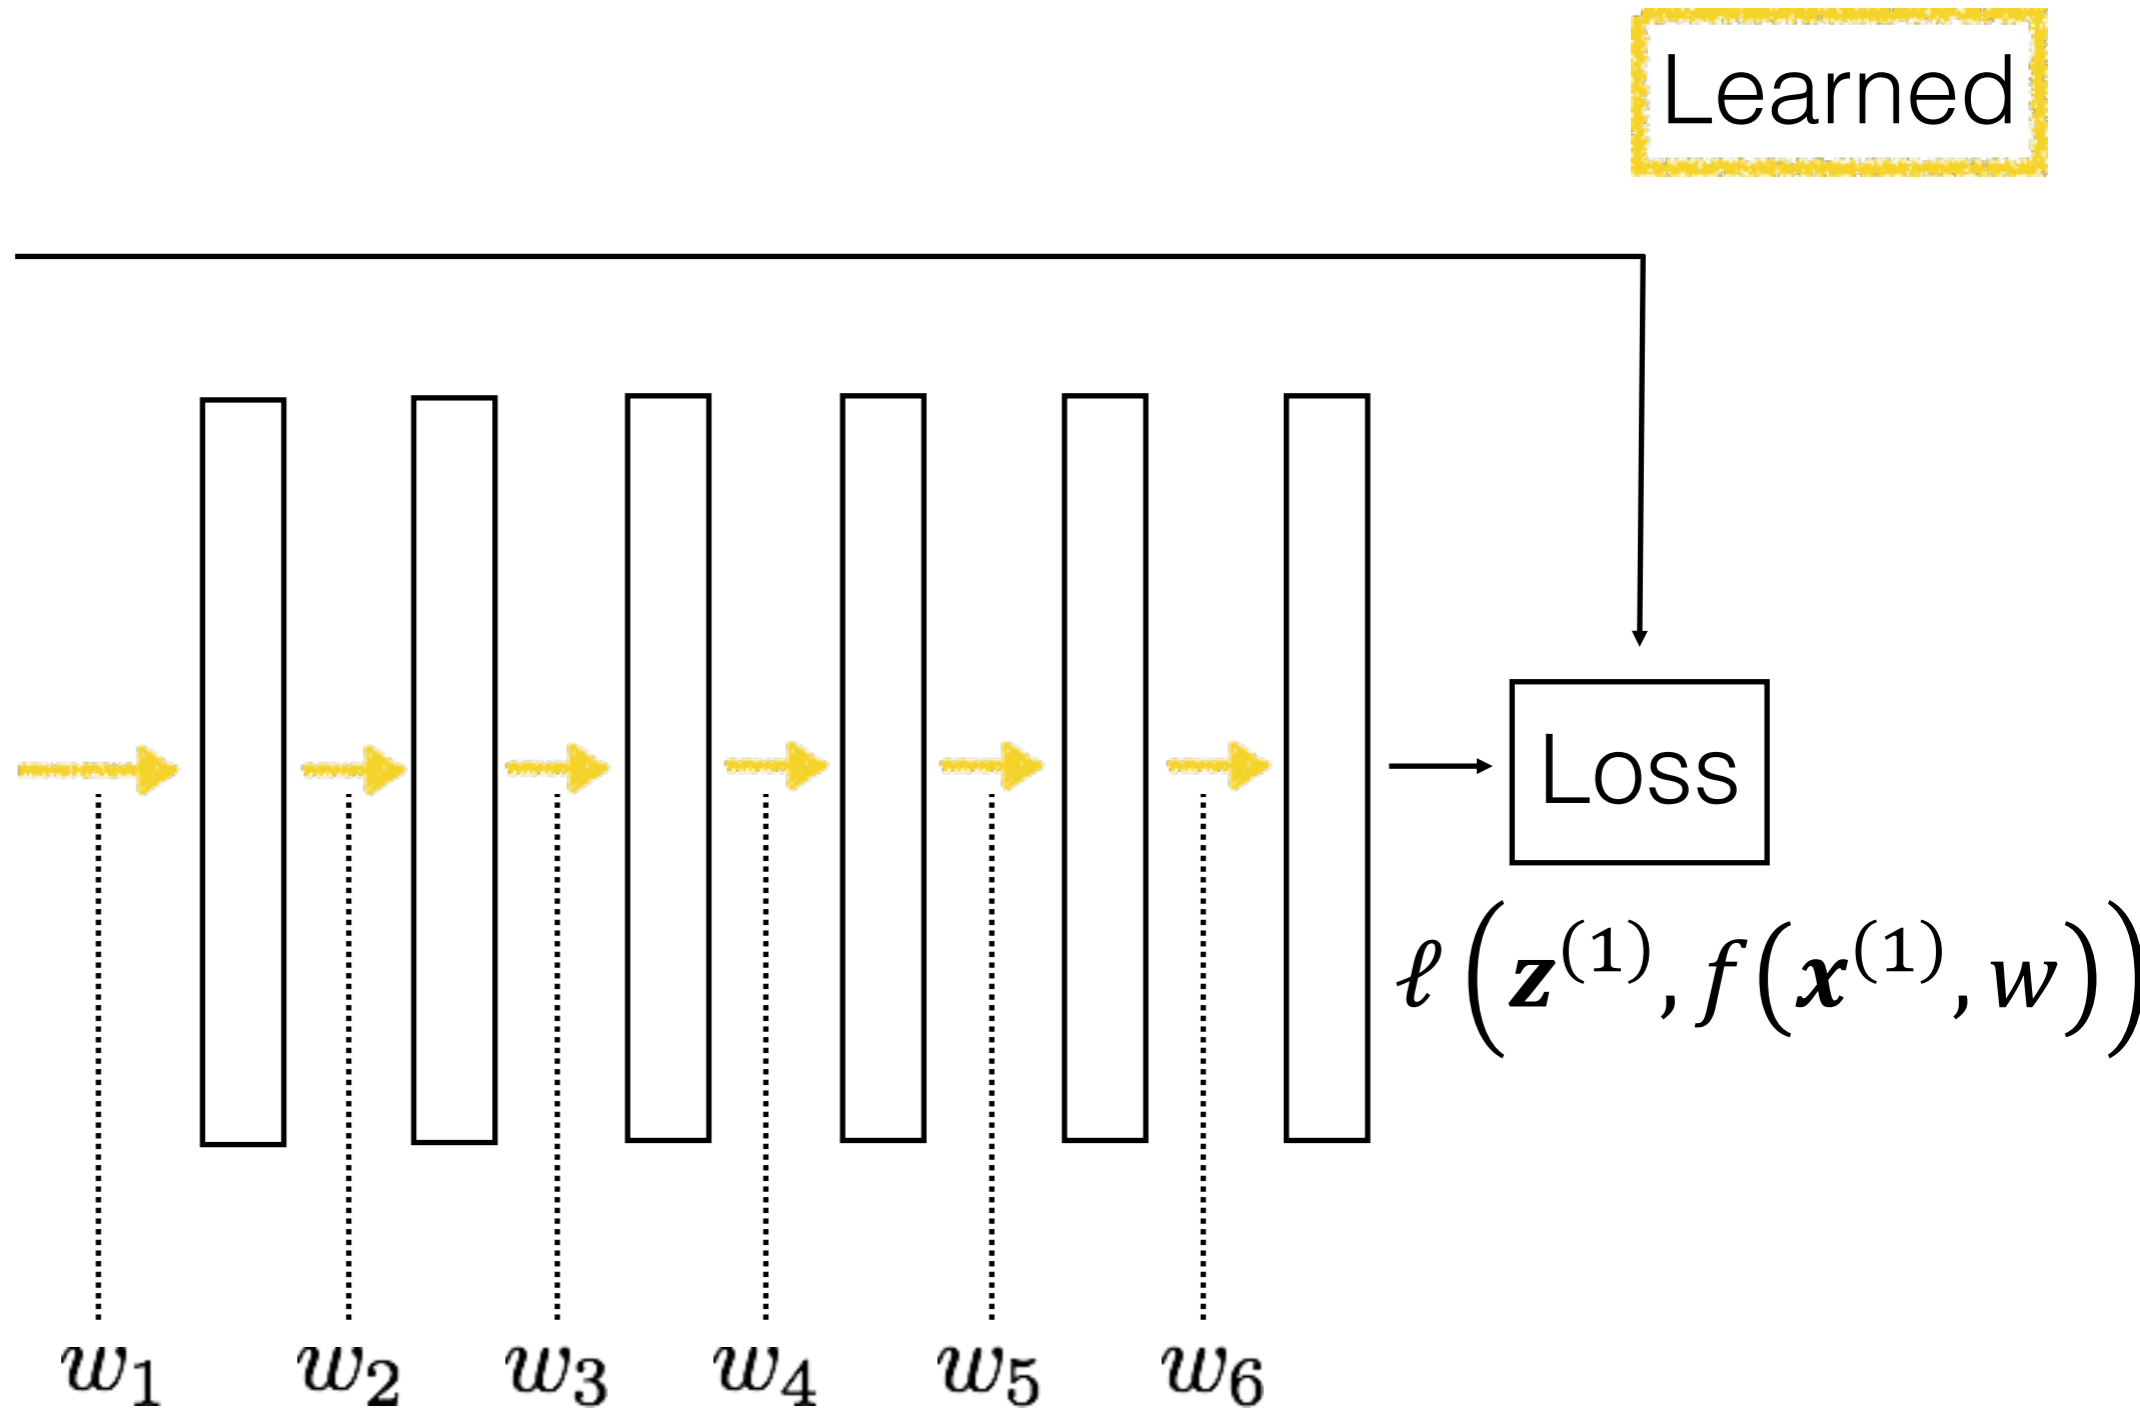 Learned
Loss
ℓ(𝒛⁽¹⁾, f(𝒙⁽¹⁾, w))
w₁ w₂ w₃ w₄ w₅ w₆